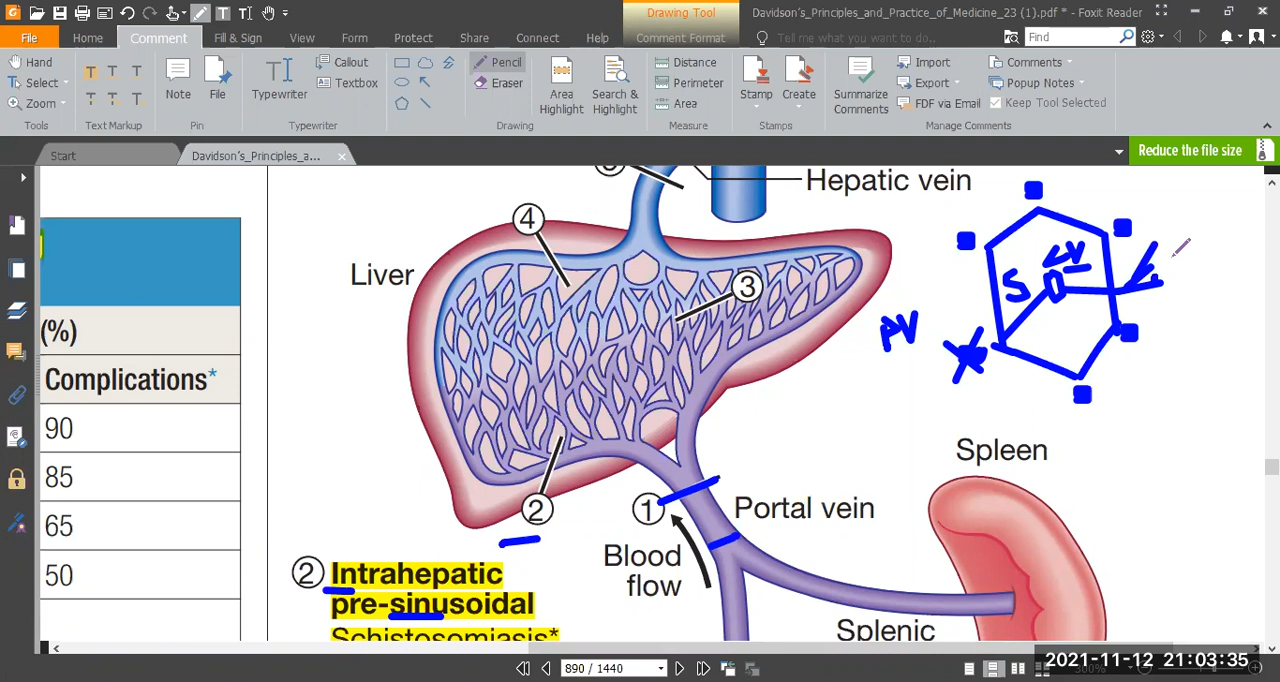 Drawing Tool
Davidson's_Principles_and_Practice_of_Medicine_23 (1).pdf * - Foxit Reader
File Home Comment Fill & Sign View Form Protect Share Connect Help Comment Format Tell me what you want to do.. Find
Hand
Select
Zoom
Tools
T T T
T T T
Text Markup
Note
File
Pin
Typewriter
Callout
Textbox
Typewriter
Pencil
Eraser
Drawing
Area Highlight
Search & Highlight
Distance
Perimeter
Area
Measure
Stamp
Create
Stamps
Summarize Comments
Import
Export
FDF via Email
Comments
Popup Notes
Keep Tool Selected
Manage Comments
Start
Davidson's_Principles_a...
Reduce the file size
(%)
Complications*
90
85
65
50
Hepatic vein
4
Liver
3
CV
S
PV
Spleen
2
1
Portal vein
Blood
flow
Splenic
2 Intrahepatic
pre-sinusoidal
Schistosomiasis*
890 / 1440
2021-11-12 21:03:35